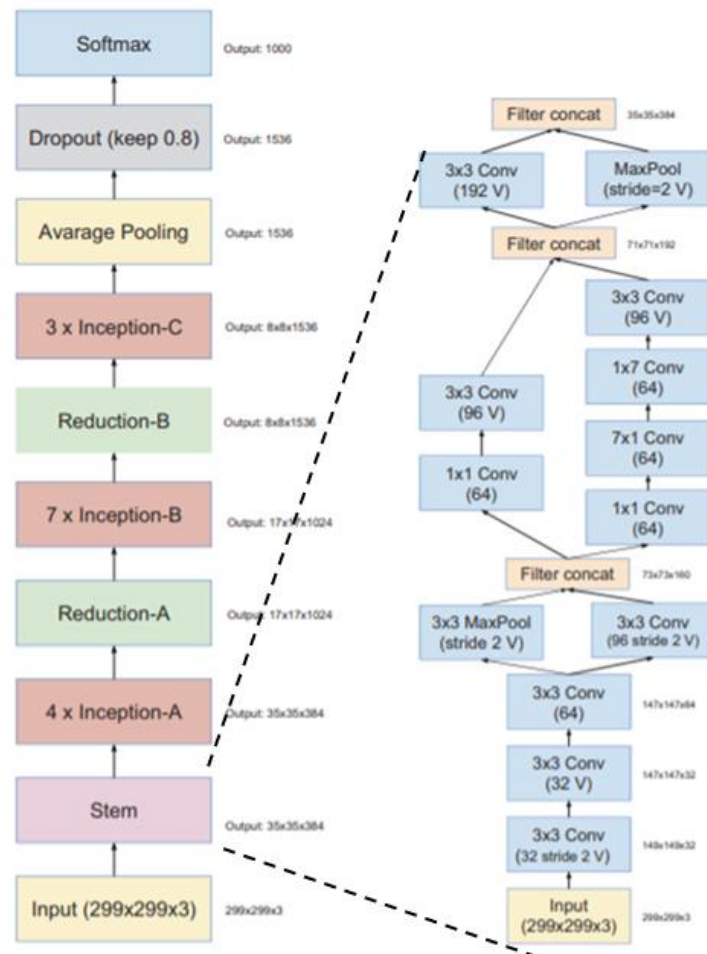 Softmax
Output: 1000
Dropout (keep 0.8)
Output: 1536
Avarage Pooling
Output: 1536
3 x Inception-C
Output: 8x8x1536
Reduction-B
Output: 8x8x1536
7 x Inception-B
Output: 17x17x1024
Reduction-A
Output: 17x17x1024
4 x Inception-A
Output: 35x35x384
Stem
Output: 35x35x384
Input (299x299x3)
299x299x3
Filter concat
35x35x384
3x3 Conv
(192 V)
MaxPool
(stride=2 V)
Filter concat
71x71x192
3x3 Conv
(96 V)
1x7 Conv
(64)
3x3 Conv
(96 V)
7x1 Conv
(64)
1x1 Conv
(64)
1x1 Conv
(64)
Filter concat
73x73x160
3x3 MaxPool
(stride 2 V)
3x3 Conv
(96 stride 2 V)
3x3 Conv
(64)
147x147x64
3x3 Conv
(32 V)
147x147x32
3x3 Conv
(32 stride 2 V)
149x149x32
Input
(299x299x3)
299x299x3